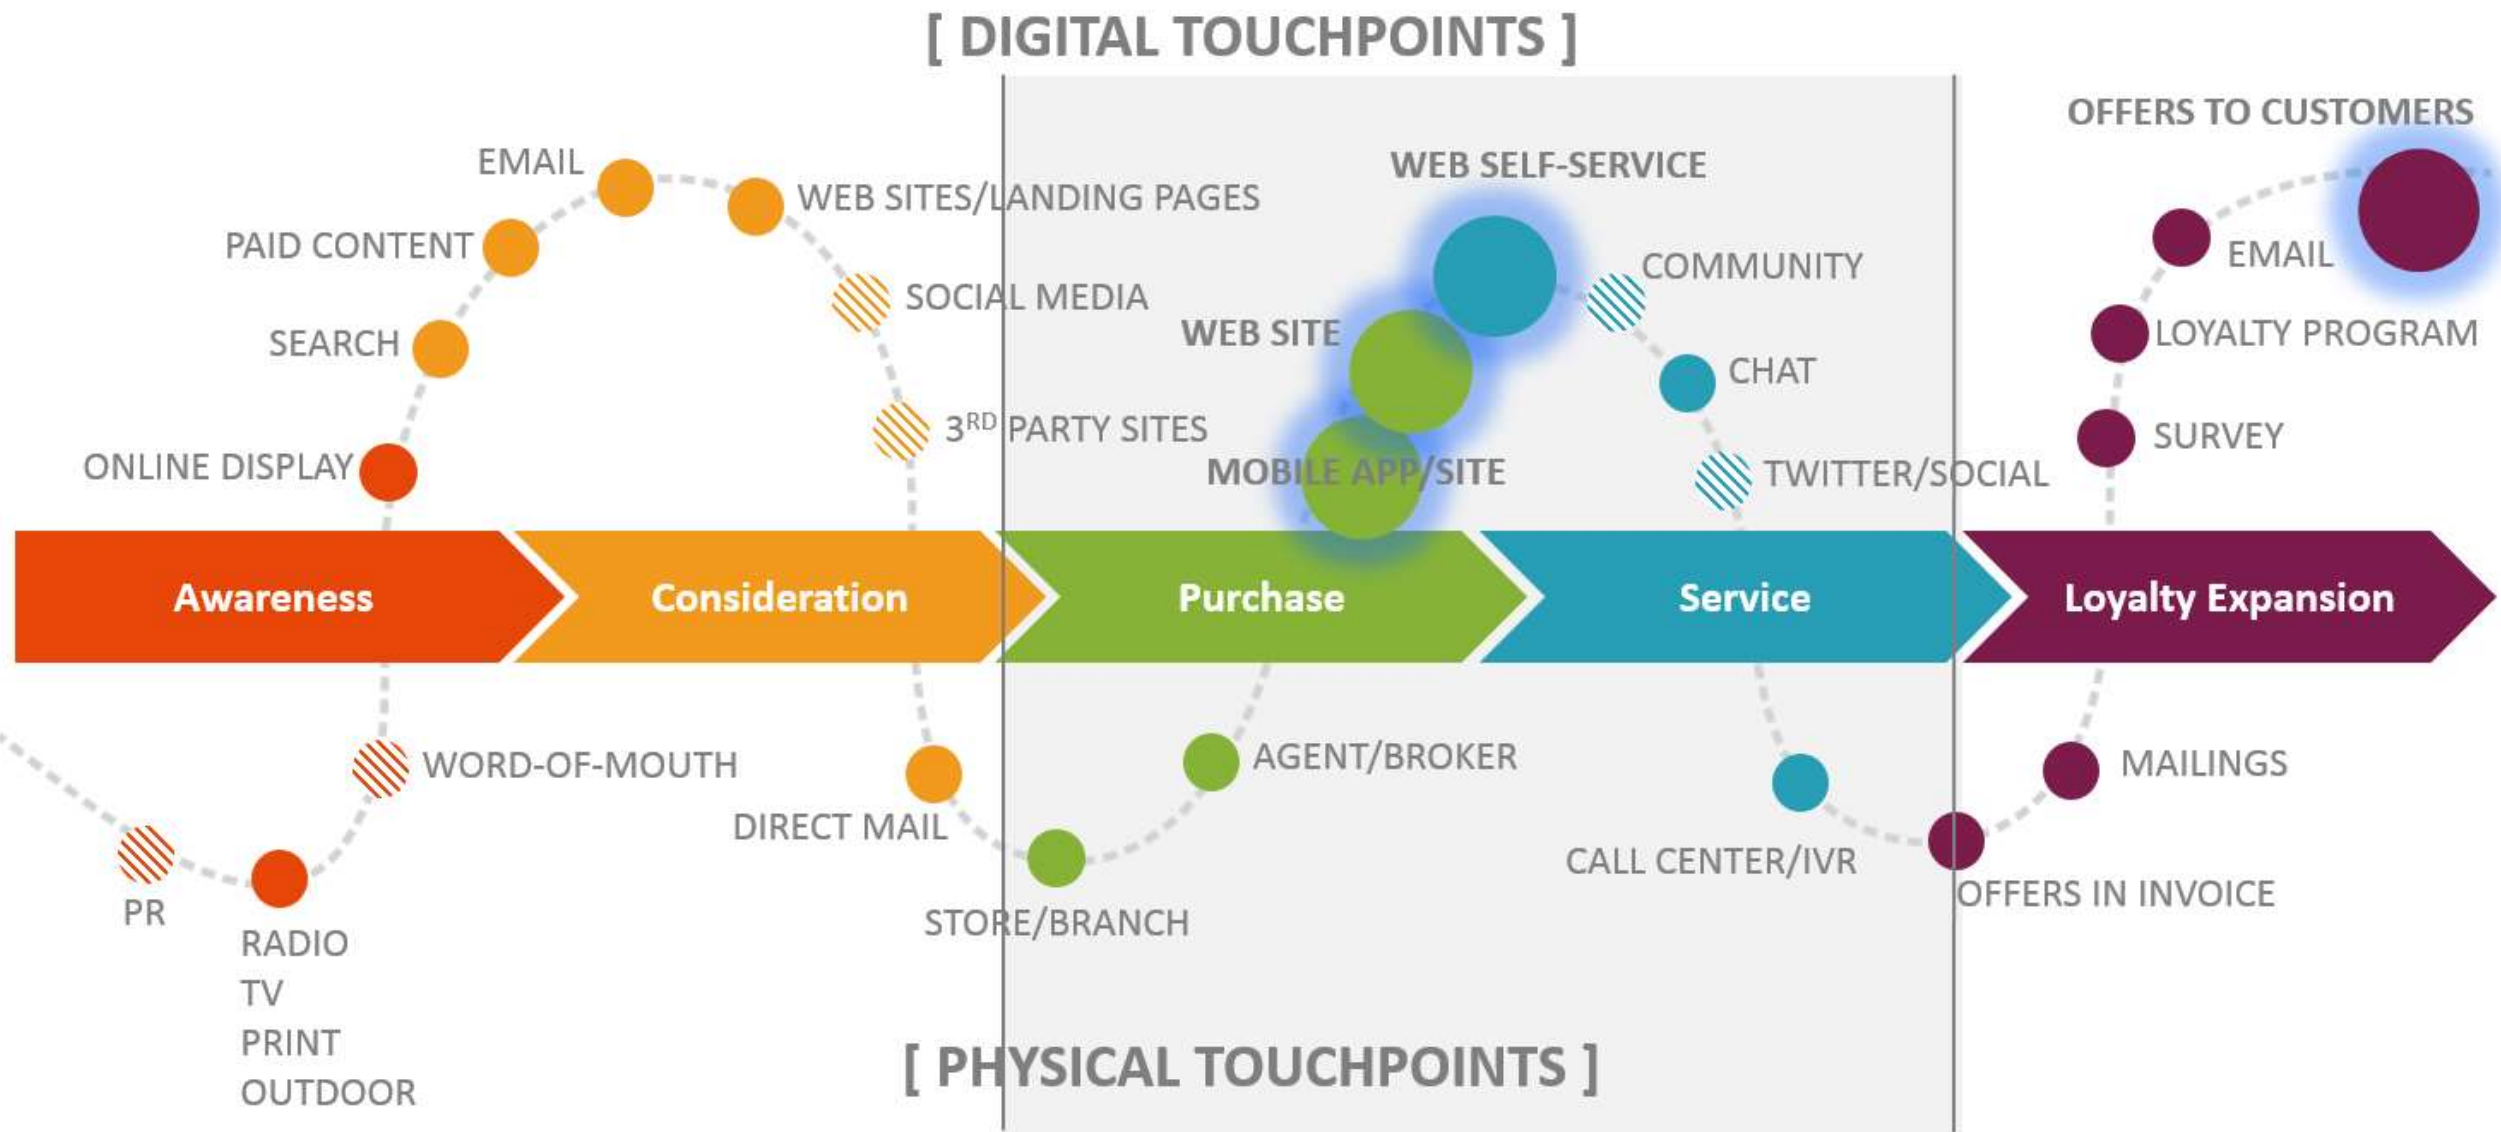 [ DIGITAL TOUCHPOINTS ]
OFFERS TO CUSTOMERS
EMAIL
WEB SELF-SERVICE
WEB SITES/LANDING PAGES
PAID CONTENT
EMAIL
COMMUNITY
SOCIAL MEDIA
WEB SITE
LOYALTY PROGRAM
SEARCH
CHAT
3RD PARTY SITES
SURVEY
ONLINE DISPLAY
MOBILE APP/SITE
TWITTER/SOCIAL
Awareness
Consideration
Purchase
Service
Loyalty Expansion
WORD-OF-MOUTH
AGENT/BROKER
MAILINGS
DIRECT MAIL
CALL CENTER/IVR
OFFERS IN INVOICE
PR
STORE/BRANCH
RADIO
TV
PRINT
OUTDOOR
[ PHYSICAL TOUCHPOINTS ]